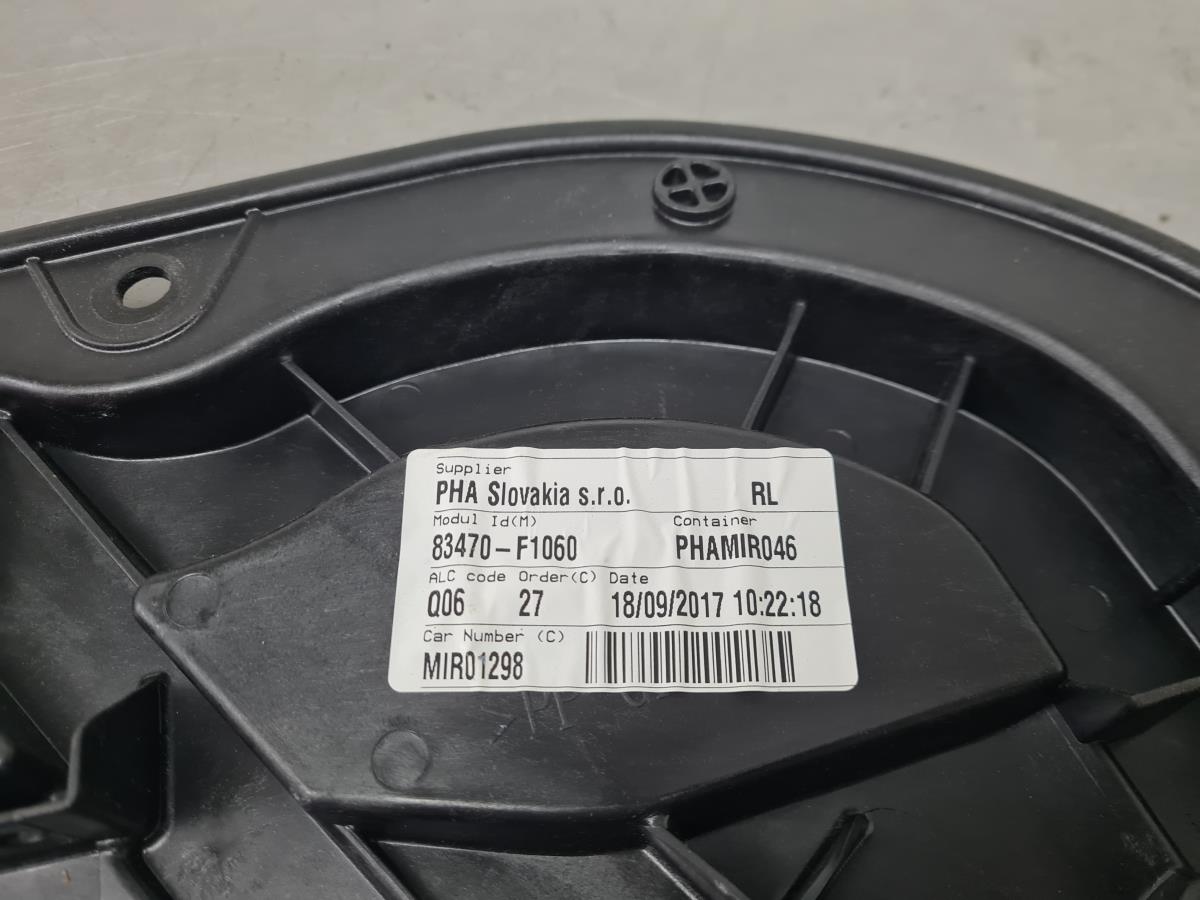 Supplier
PHA Slovakia s.r.o. RL
Modul Id(M) Container
83470-F1060 PHAMIR046
ALC code Order(C) Date
Q06 27 18/09/2017 10:22:18
Car Number (C)
MIR01298
>PP